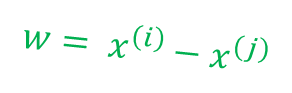 w = x^(i) − x^(j)